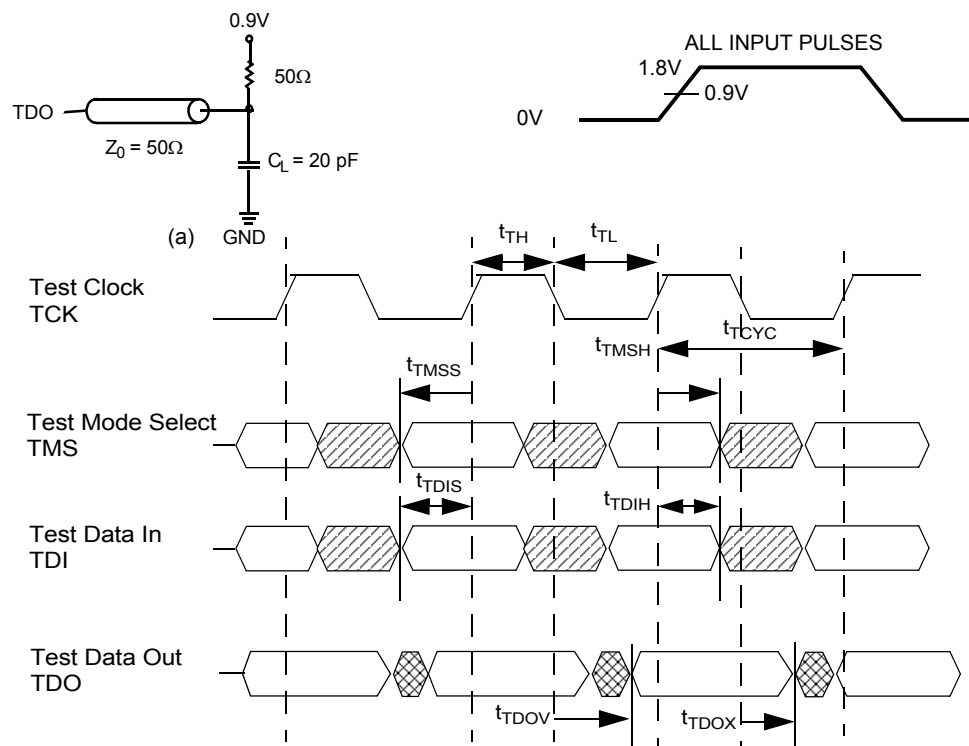 0.9V
50Ω
TDO
Z0 = 50Ω
CL = 20 pF
(a)
GND
ALL INPUT PULSES
1.8V
0.9V
0V
tTH
tTL
Test Clock
TCK
tTCYC
tTMSH
tTMSS
Test Mode Select
TMS
tTDIS
tTDIH
Test Data In
TDI
Test Data Out
TDO
tTDOV
tTDOX